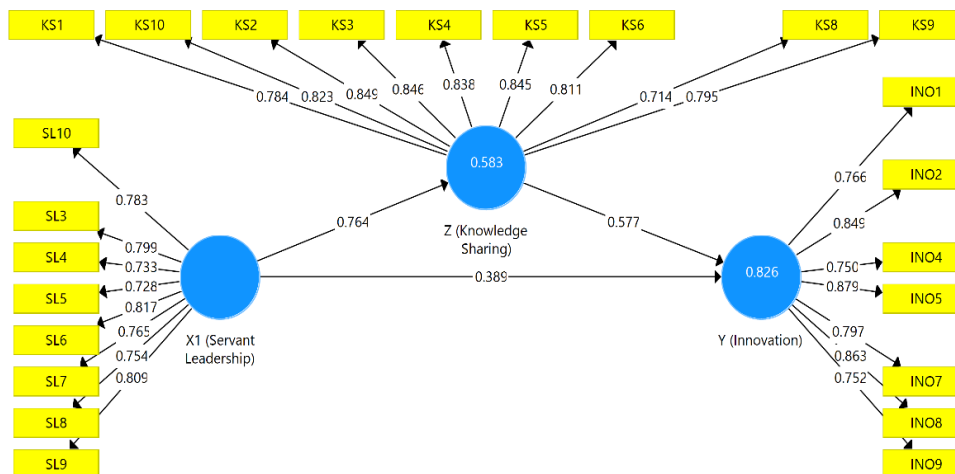 KS1 KS10 KS2 KS3 KS4 KS5 KS6 KS8 KS9
0.784 0.823 0.849 0.846 0.838 0.845 0.811 0.714 0.795
SL10
INO1
0.783
0.766
0.583
INO2
SL3
0.764
Z (Knowledge
Sharing)
0.577
0.849
0.799
SL4
0.733
0.750
INO4
SL5
0.728
0.389
0.826
0.879
INO5
SL6
0.817
0.797
0.765
X1 (Servant
Leadership)
Y (Innovation)
0.754
0.863
SL7
0.809
0.752
INO7
SL8
INO8
SL9
INO9